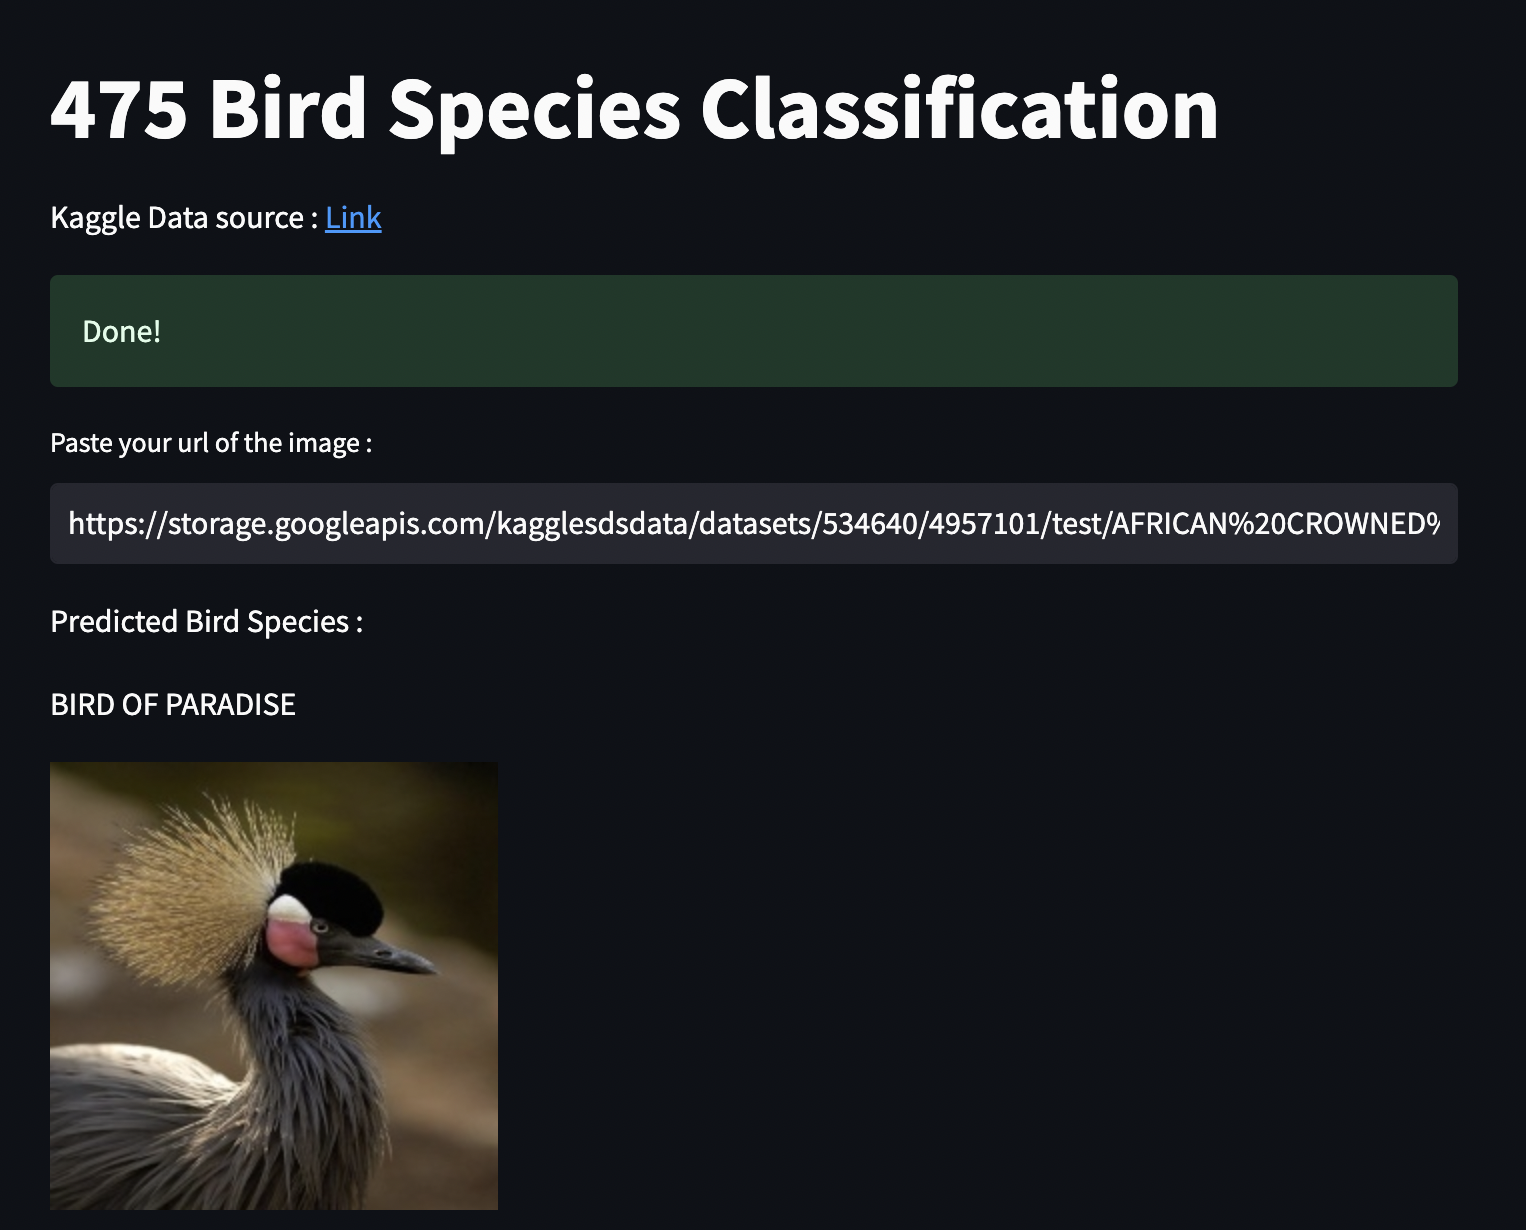 475 Bird Species Classification
Kaggle Data source : Link
Done!
Paste your url of the image :
https://storage.googleapis.com/kagglesdsdata/datasets/534640/4957101/test/AFRICAN%20CROWNED%
Predicted Bird Species :
BIRD OF PARADISE